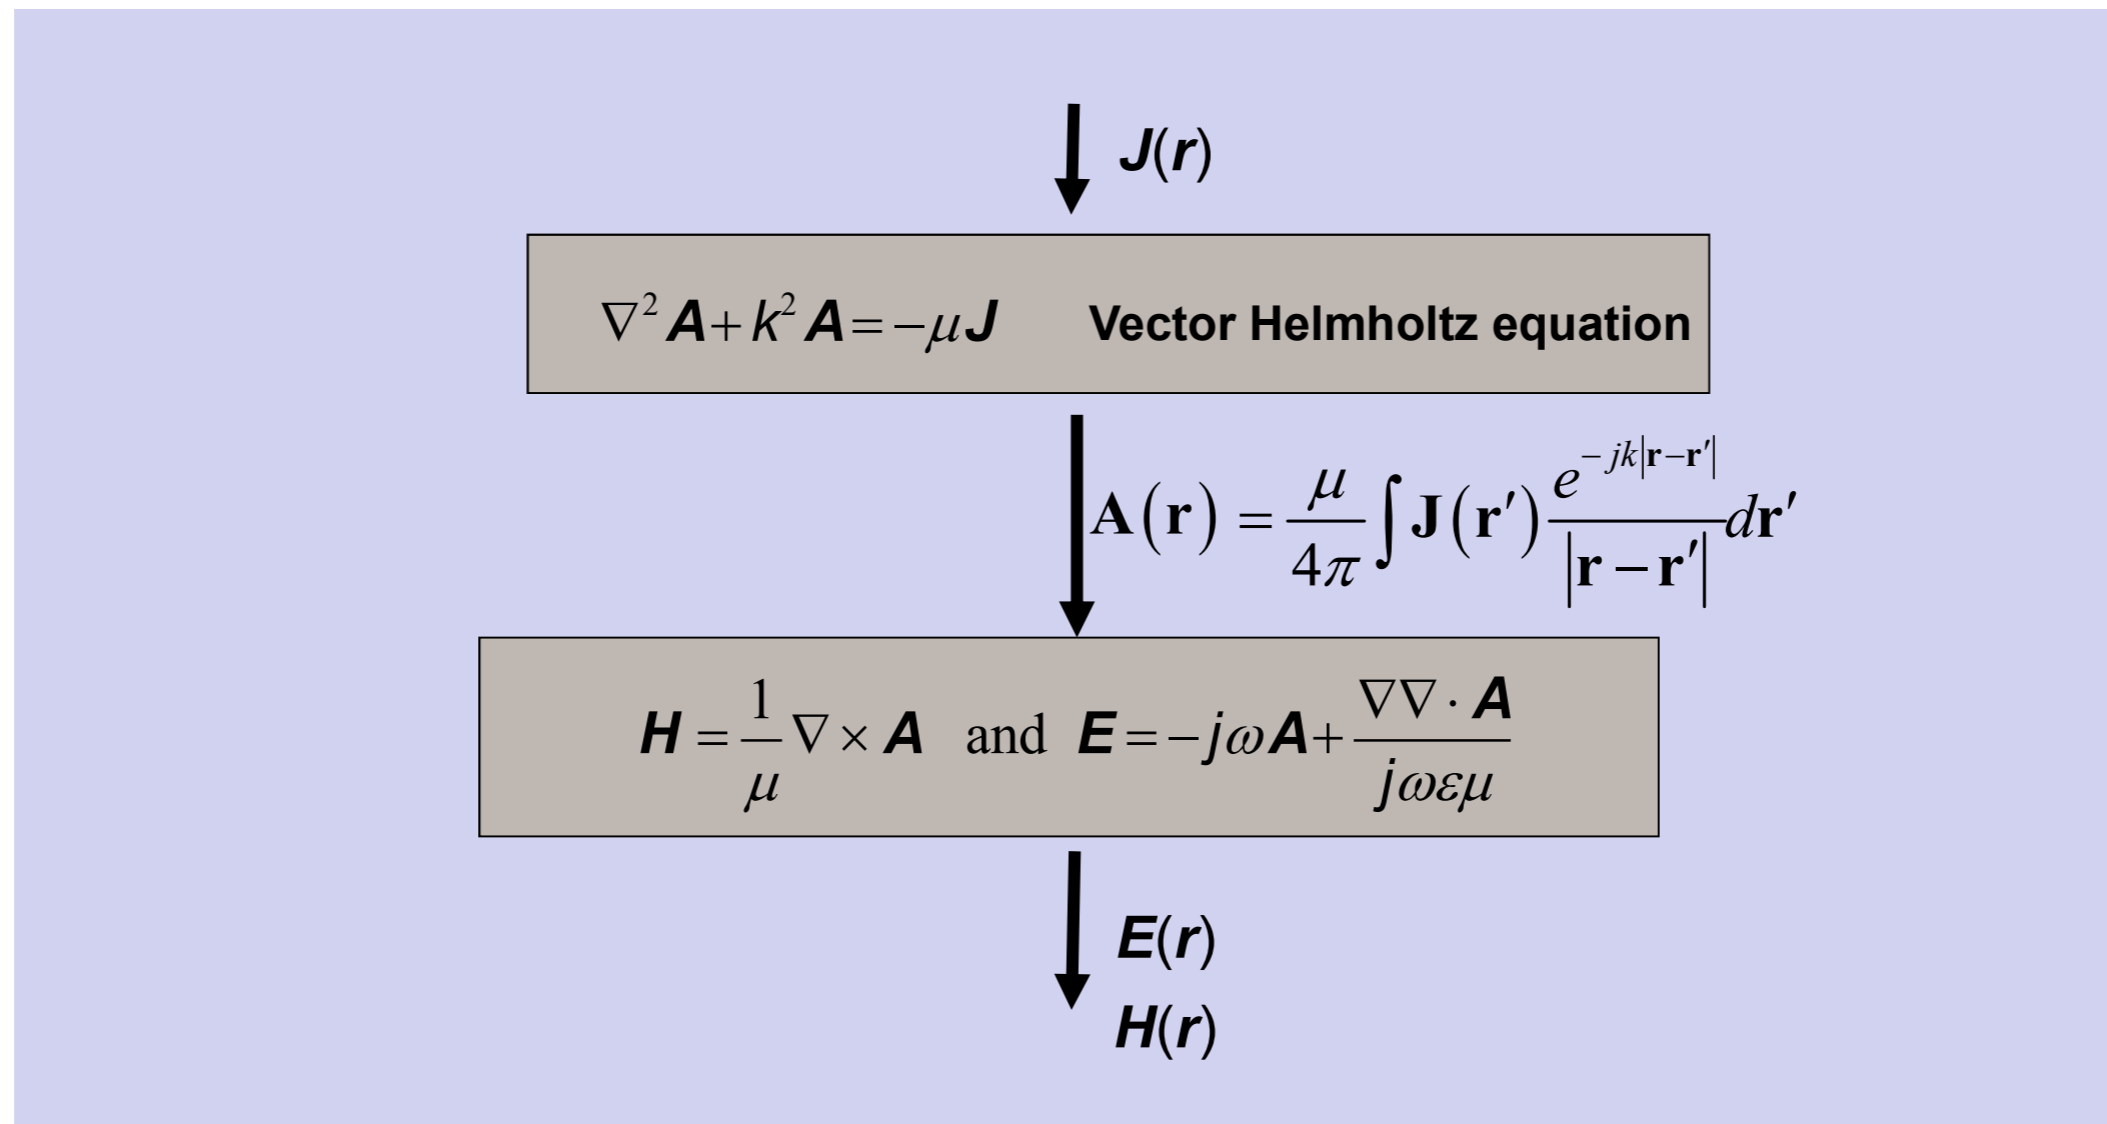 J(r)
∇²A+k²A=−μJ Vector Helmholtz equation
A(r) = μ/4π ∫ J(r′) e^{−jk|r−r′|}/|r−r′| dr′
H = 1/μ ∇ × A and E = −jωA + ∇∇·A/jωεμ
E(r)
H(r)